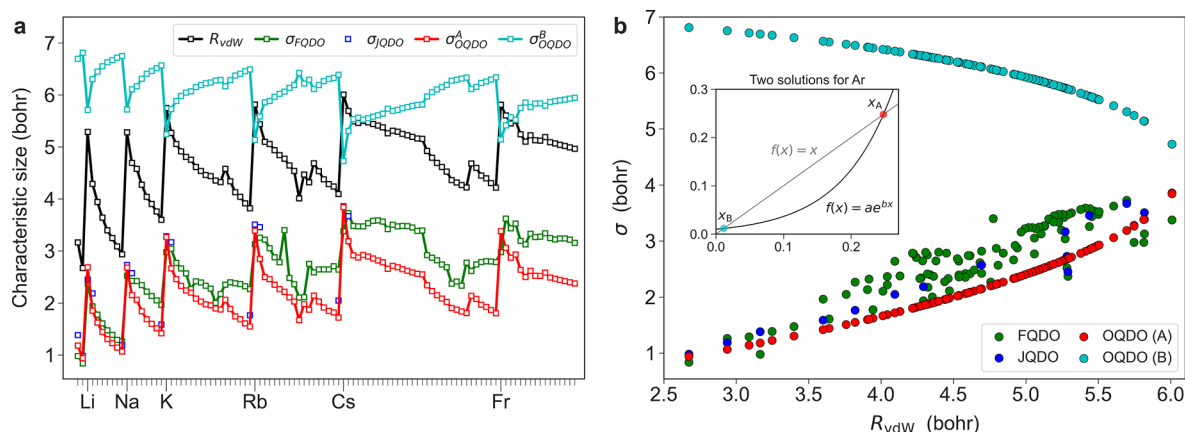 a
Characteristic size (bohr)
7
6
5
4
3
2
1
R_vdW
σ_FQDO
σ_JQDO
σ^A_OQDO
σ^B_OQDO
Li Na K Rb Cs Fr
b
σ (bohr)
7
6
5
4
3
2
1
Two solutions for Ar
0.3
0.2
0.1
0.0
x_A
f(x) = x
x_B
f(x) = ae^{bx}
0.0 0.1 0.2
FQDO OQDO (A)
JQDO OQDO (B)
2.5 3.0 3.5 4.0 4.5 5.0 5.5 6.0
R_vdW (bohr)